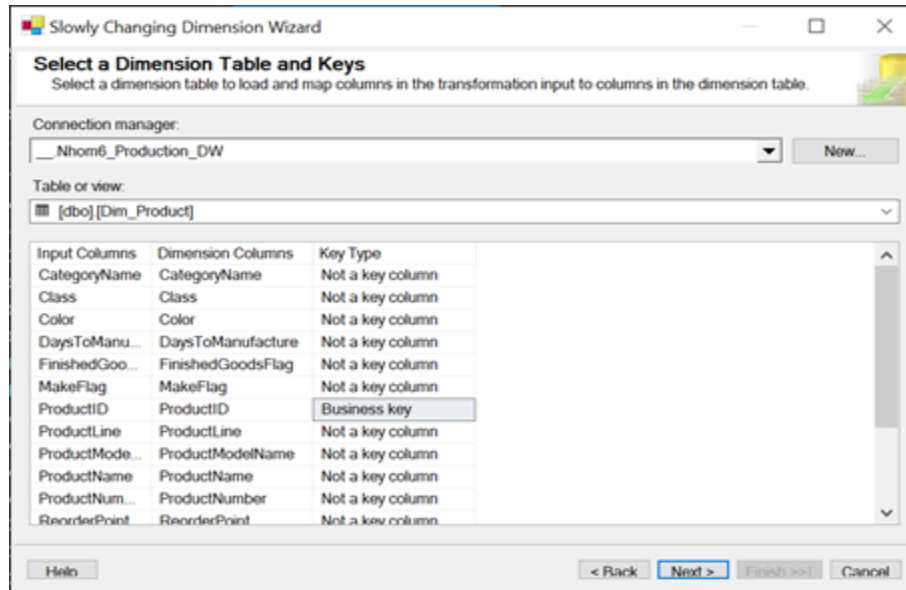 Slowly Changing Dimension Wizard
Select a Dimension Table and Keys
Select a dimension table to load and map columns in the transformation input to columns in the dimension table.
Connection manager:
__.Nhom6_Production_DW
New...
Table or view:
[dbo].[Dim_Product]
Input Columns Dimension Columns Key Type
CategoryName CategoryName Not a key column
Class Class Not a key column
Color Color Not a key column
DaysToManu... DaysToManufacture Not a key column
FinishedGoo... FinishedGoodsFlag Not a key column
MakeFlag MakeFlag Not a key column
ProductID ProductID Business key
ProductLine ProductLine Not a key column
ProductMode... ProductModelName Not a key column
ProductName ProductName Not a key column
ProductNum... ProductNumber Not a key column
ReorderPoint ReorderPoint Not a key column
Help < Back Next > Finish >>| Cancel